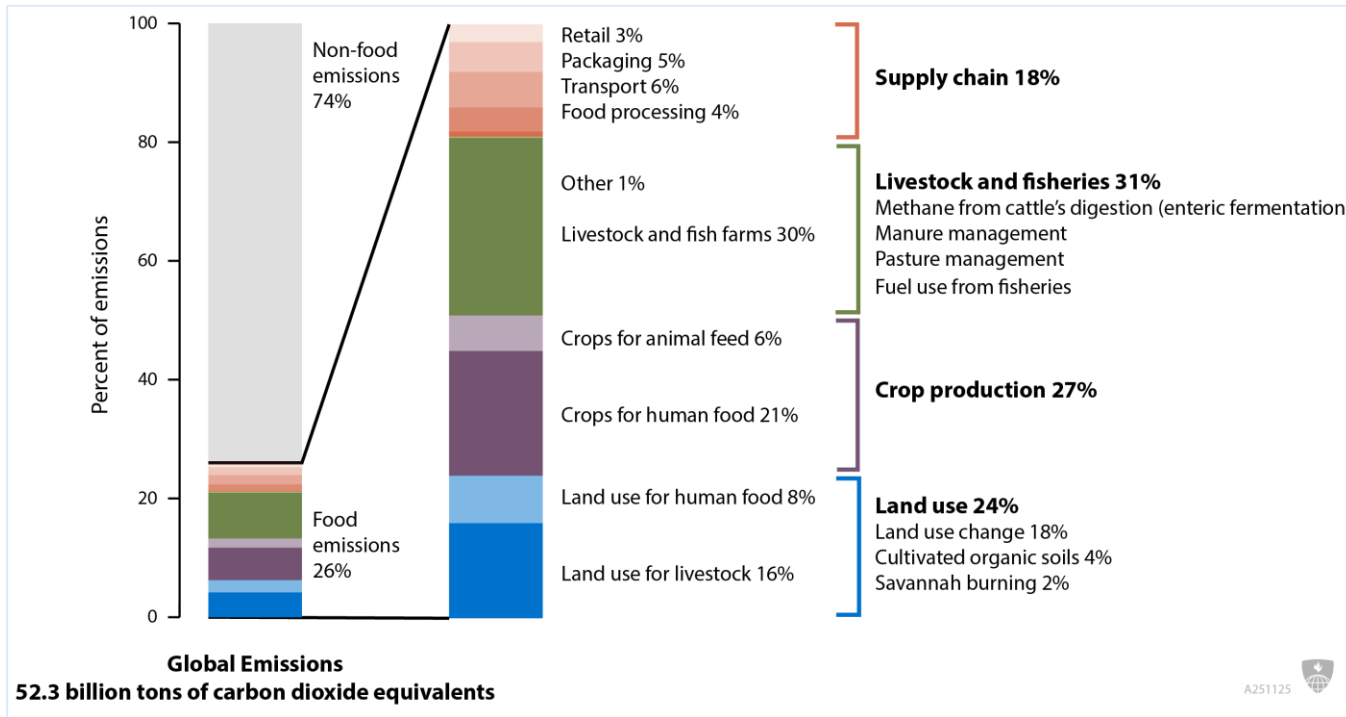 100
80
60
40
20
0
Percent of emissions
Non-food
emissions
74%
Food
emissions
26%
Retail 3%
Packaging 5%
Transport 6%
Food processing 4%
Other 1%
Livestock and fish farms 30%
Crops for animal feed 6%
Crops for human food 21%
Land use for human food 8%
Land use for livestock 16%
Supply chain 18%
Livestock and fisheries 31%
Methane from cattle’s digestion (enteric fermentation
Manure management
Pasture management
Fuel use from fisheries
Crop production 27%
Land use 24%
Land use change 18%
Cultivated organic soils 4%
Savannah burning 2%
Global Emissions
52.3 billion tons of carbon dioxide equivalents
A251125